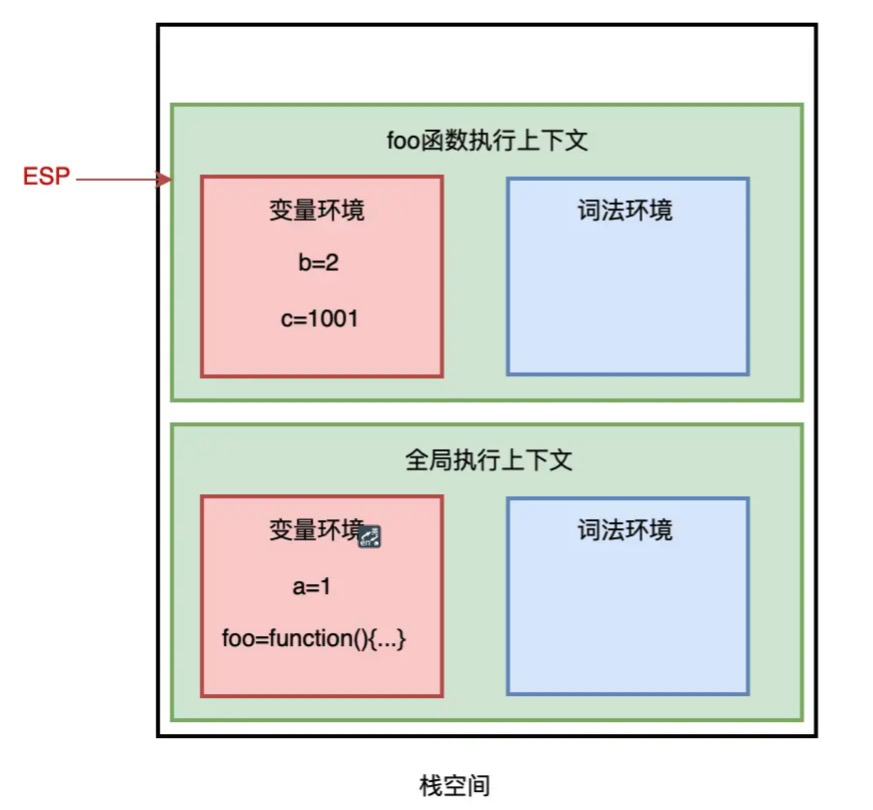 foo函数执行上下文
ESP
变量环境
b=2
c=1001
词法环境
全局执行上下文
变量环境
a=1
foo=function(){...}
词法环境
栈空间